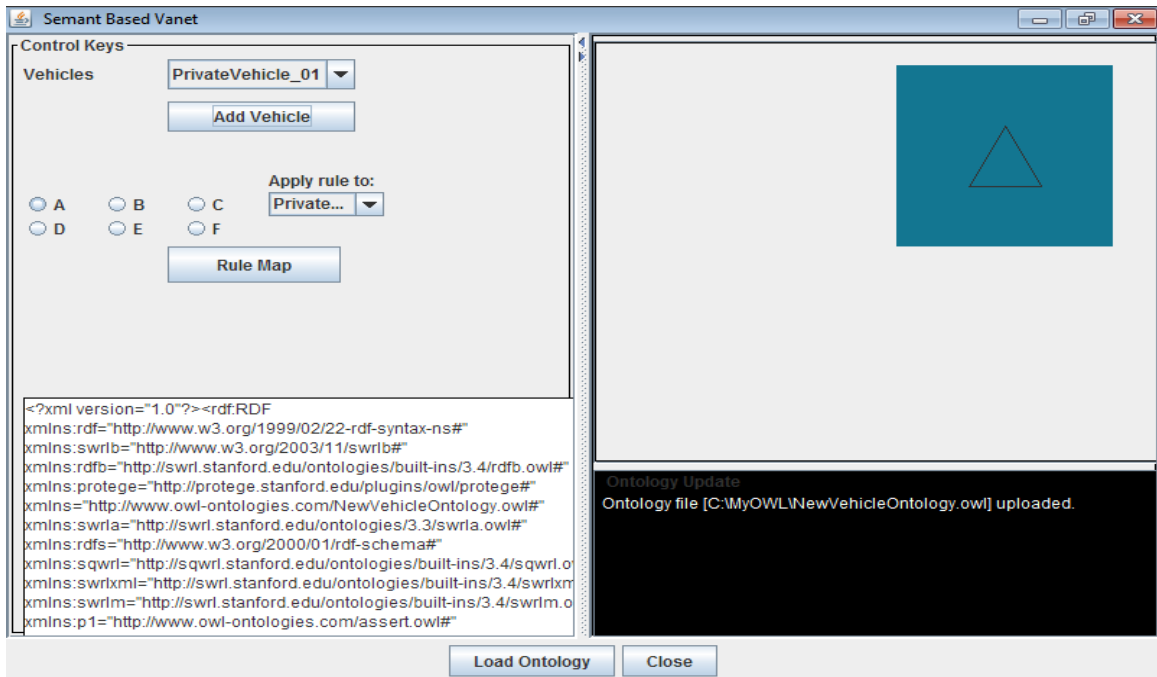 Semant Based Vanet
Control Keys
Vehicles
PrivateVehicle_01
Add Vehicle
Apply rule to:
A B C Private...
D E F
Rule Map
<?xml version="1.0"?><rdf:RDF
xmlns:rdf="http://www.w3.org/1999/02/22-rdf-syntax-ns#"
xmlns:swrlb="http://www.w3.org/2003/11/swrlb#"
xmlns:rdfb="http://swrl.stanford.edu/ontologies/built-ins/3.4/rdfb.owl#"
xmlns:protege="http://protege.stanford.edu/plugins/owl/protege#"
xmlns="http://www.owl-ontologies.com/NewVehicleOntology.owl#"
xmlns:swrla="http://swrl.stanford.edu/ontologies/3.3/swrla.owl#"
xmlns:rdfs="http://www.w3.org/2000/01/rdf-schema#"
xmlns:sqwrl="http://sqwrl.stanford.edu/ontologies/built-ins/3.4/sqwrl.o
xmlns:swrlxml="http://swrl.stanford.edu/ontologies/built-ins/3.4/swrlxm
xmlns:swrlm="http://swrl.stanford.edu/ontologies/built-ins/3.4/swrlm.o
xmlns:p1="http://www.owl-ontologies.com/assert.owl#"
Ontology Update
Ontology file [C:\MyOWL\NewVehicleOntology.owl] uploaded.
Load Ontology
Close